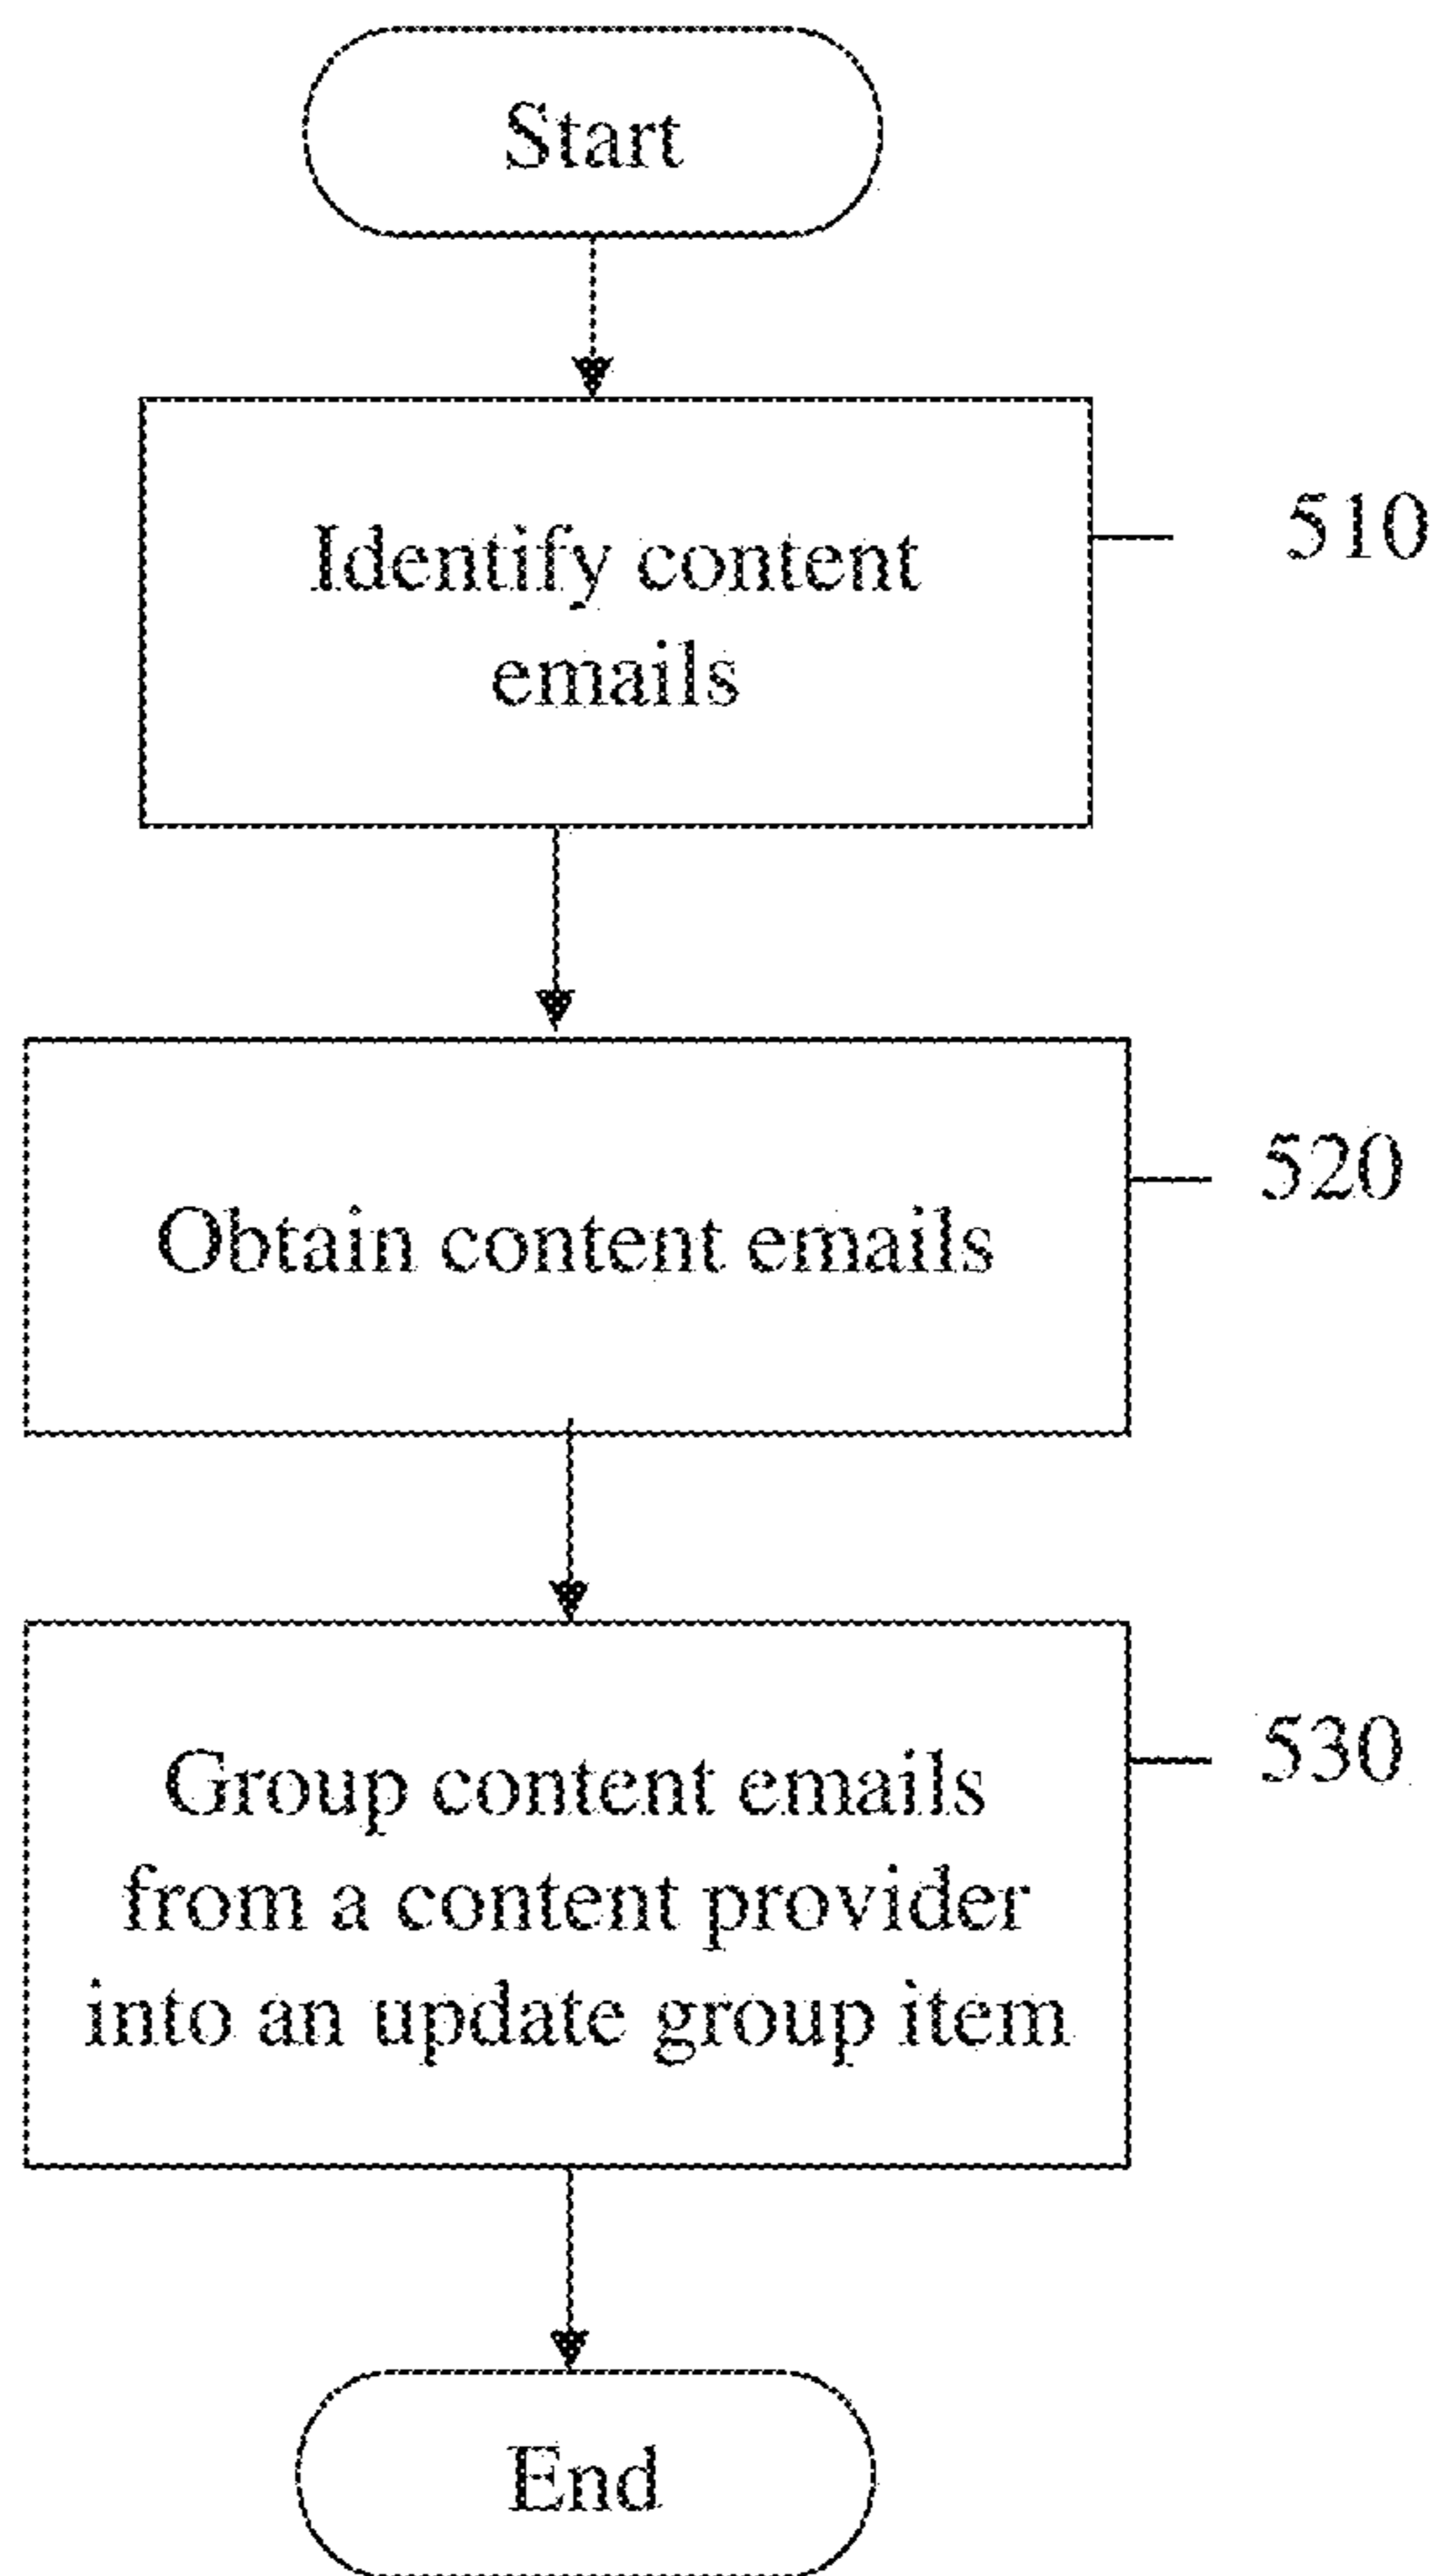 Start
Identify content
emails
510
Obtain content emails
520
Group content emails
from a content provider
into an update group item
530
End